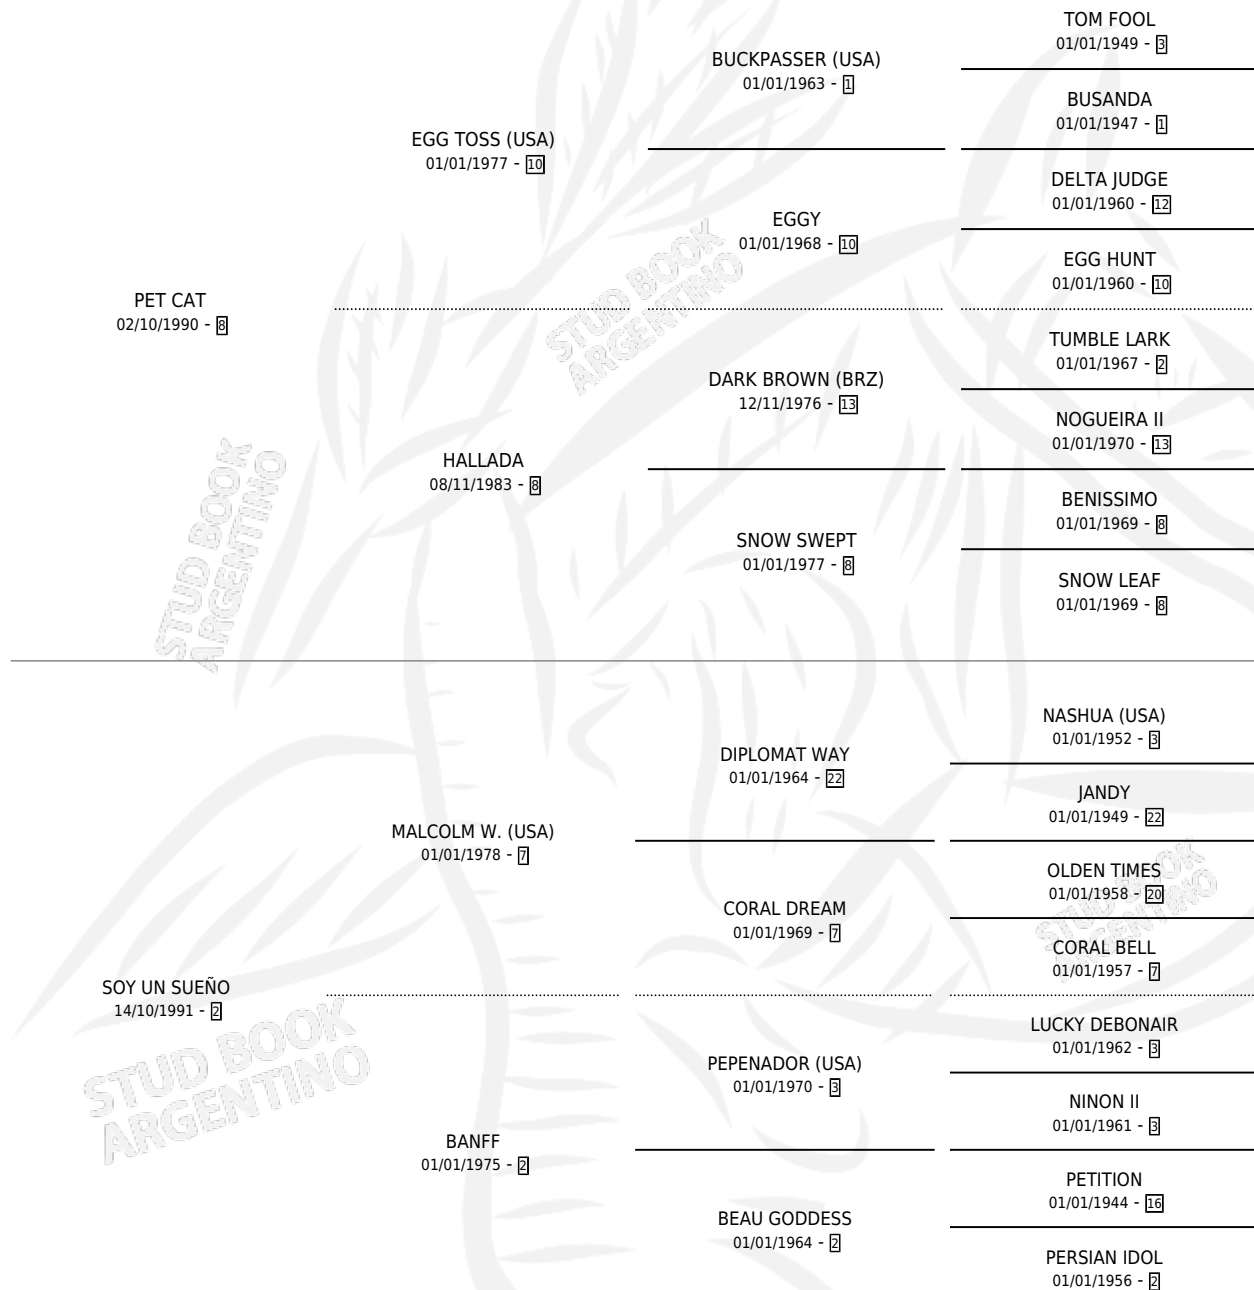 TOM FOOL
01/01/1949 - 3
BUCKPASSER (USA)
01/01/1963 - 1
BUSANDA
01/01/1947 - 1
EGG TOSS (USA)
01/01/1977 - 10
DELTA JUDGE
01/01/1960 - 12
EGGY
01/01/1968 - 10
EGG HUNT
01/01/1960 - 10
PET CAT
02/10/1990 - 8
STUD BOOK
ARGENTINO
TUMBLE LARK
01/01/1967 - 2
DARK BROWN (BRZ)
12/11/1976 - 13
NOGUEIRA II
01/01/1970 - 13
HALLADA
08/11/1983 - 8
BENISSIMO
01/01/1969 - 8
SNOW SWEPT
01/01/1977 - 8
SNOW LEAF
01/01/1969 - 8
STUD BOOK
ARGENTINO
NASHUA (USA)
01/01/1952 - 3
DIPLOMAT WAY
01/01/1964 - 22
JANDY
01/01/1949 - 22
MALCOLM W. (USA)
01/01/1978 - 7
OLDEN TIMES
01/01/1958 - 20
CORAL DREAM
01/01/1969 - 7
CORAL BELL
01/01/1957 - 7
STUD BOOK
ARGENTINO
SOY UN SUEÑO
14/10/1991 - 2
LUCKY DEBONAIR
01/01/1962 - 3
PEPENADOR (USA)
01/01/1970 - 3
NINON II
01/01/1961 - 3
STUD BOOK
ARGENTINO
BANFF
01/01/1975 - 2
PETITION
01/01/1944 - 16
BEAU GODDESS
01/01/1964 - 2
PERSIAN IDOL
01/01/1956 - 2